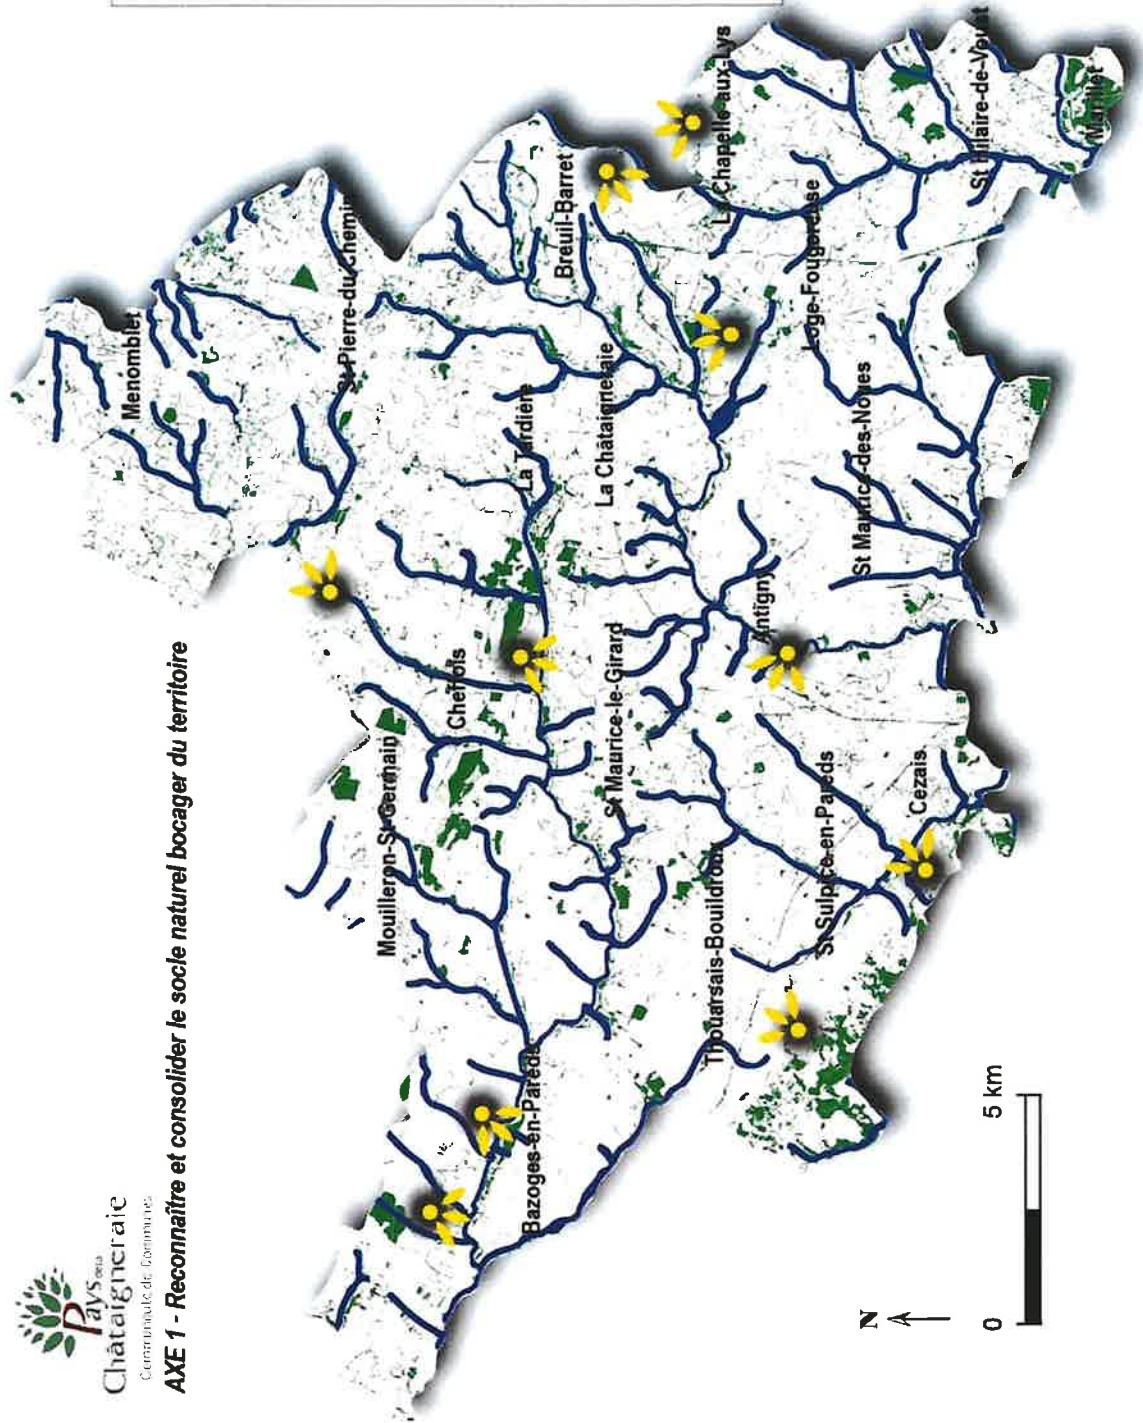 Pays de la
Châtaigneraie
Communauté de Communes
AXE 1 - Reconnaître et consolider le socle naturel bocager du territoire
Menomblet
St Pierre-du-Chemin
Breuil-Barret
La Chapelle-aux-Lys
St Hilaire-de-Voust
Marillet
Loge-Fougereuse
La Tardière
La Châtaigneraie
St Maurice-des-Noues
Antigny
Cheffois
St Maurice-le-Girard
Mouilleron-St-Germain
Cezais
St Sulpice-en-Pareds
Thouarsais-Bouildroux
Bazoges-en-Pareds
N
0
5 km